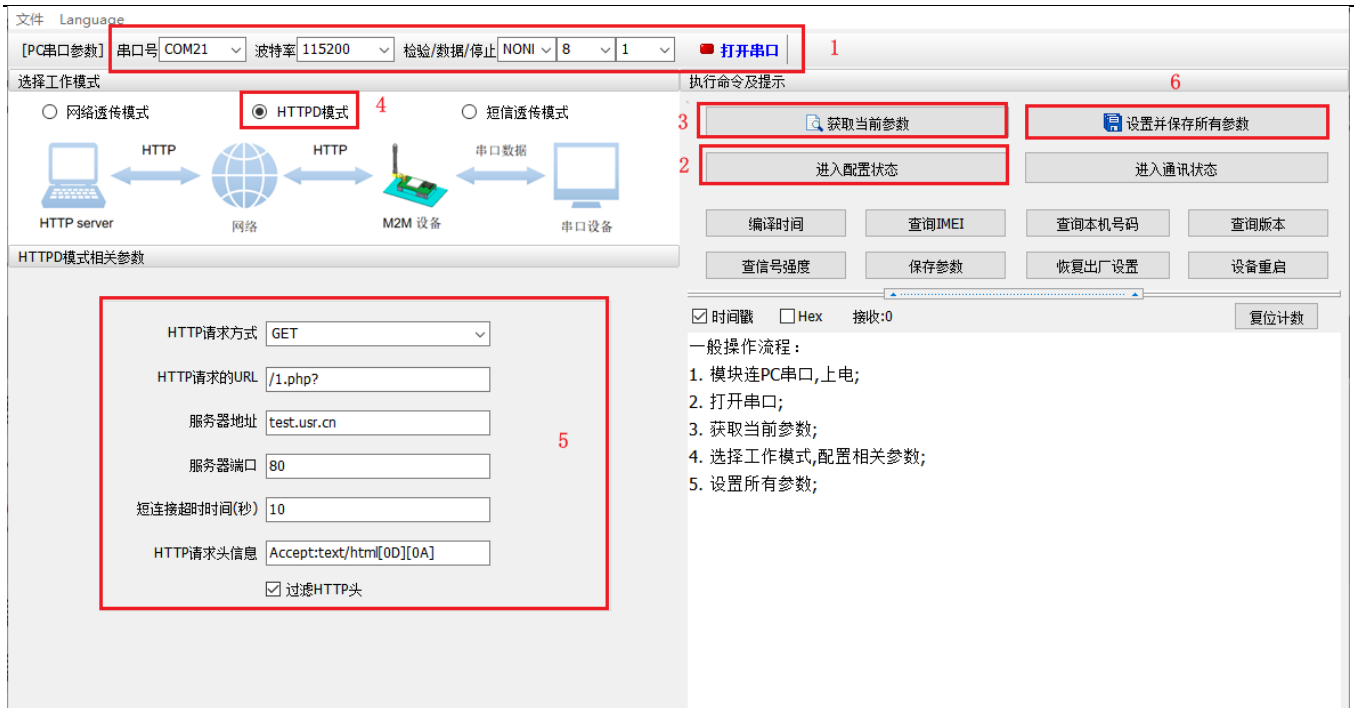 文件 Language
[PC串口参数] 串口号 COM21 波特率 115200 检验/数据/停止 NONI 8 1 打开串口 1
选择工作模式
网络透传模式 HTTPD模式 4 短信透传模式
HTTP HTTP 串口数据
HTTP server 网络 M2M 设备 串口设备
HTTPD模式相关参数
HTTP请求方式 GET
HTTP请求的URL /1.php?
服务器地址 test.usr.cn
服务器端口 80
短连接超时时间(秒) 10
HTTP请求头信息 Accept:text/html[0D][0A]
过滤HTTP头
5
执行命令及提示 6
3 获取当前参数 设置并保存所有参数
2 进入配置状态 进入通讯状态
编译时间 查询IMEI 查询本机号码 查询版本
查信号强度 保存参数 恢复出厂设置 设备重启
时间戳 Hex 接收:0 复位计数
一般操作流程:
1. 模块连PC串口,上电;
2. 打开串口;
3. 获取当前参数;
4. 选择工作模式,配置相关参数;
5. 设置所有参数;